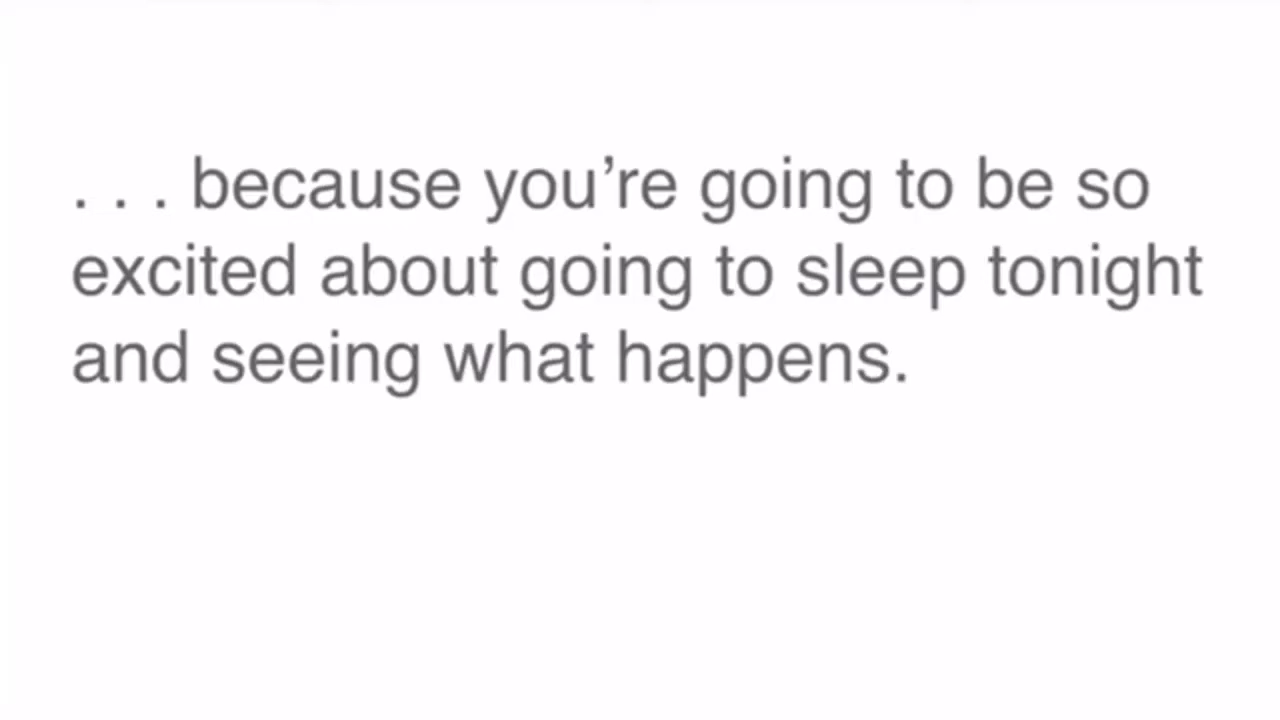 . . . because you’re going to be so
excited about going to sleep tonight
and seeing what happens.